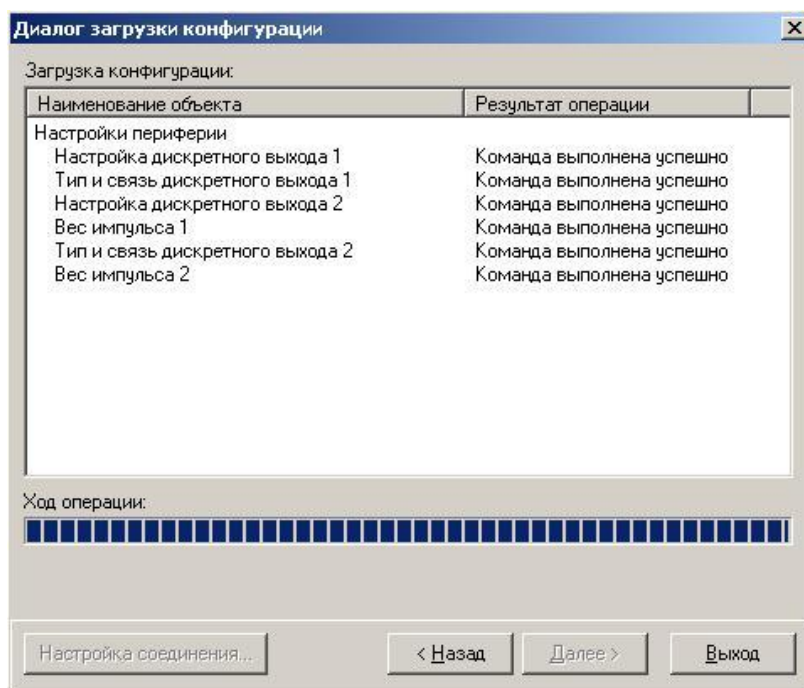 Диалог загрузки конфигурации
Загрузка конфигурации:
Наименование объекта Результат операции
Настройки периферии
Настройка дискретного выхода 1 Команда выполнена успешно
Тип и связь дискретного выхода 1 Команда выполнена успешно
Настройка дискретного выхода 2 Команда выполнена успешно
Вес импульса 1 Команда выполнена успешно
Тип и связь дискретного выхода 2 Команда выполнена успешно
Вес импульса 2 Команда выполнена успешно
Ход операции:
Настройка соединения... < Назад Далее > Выход